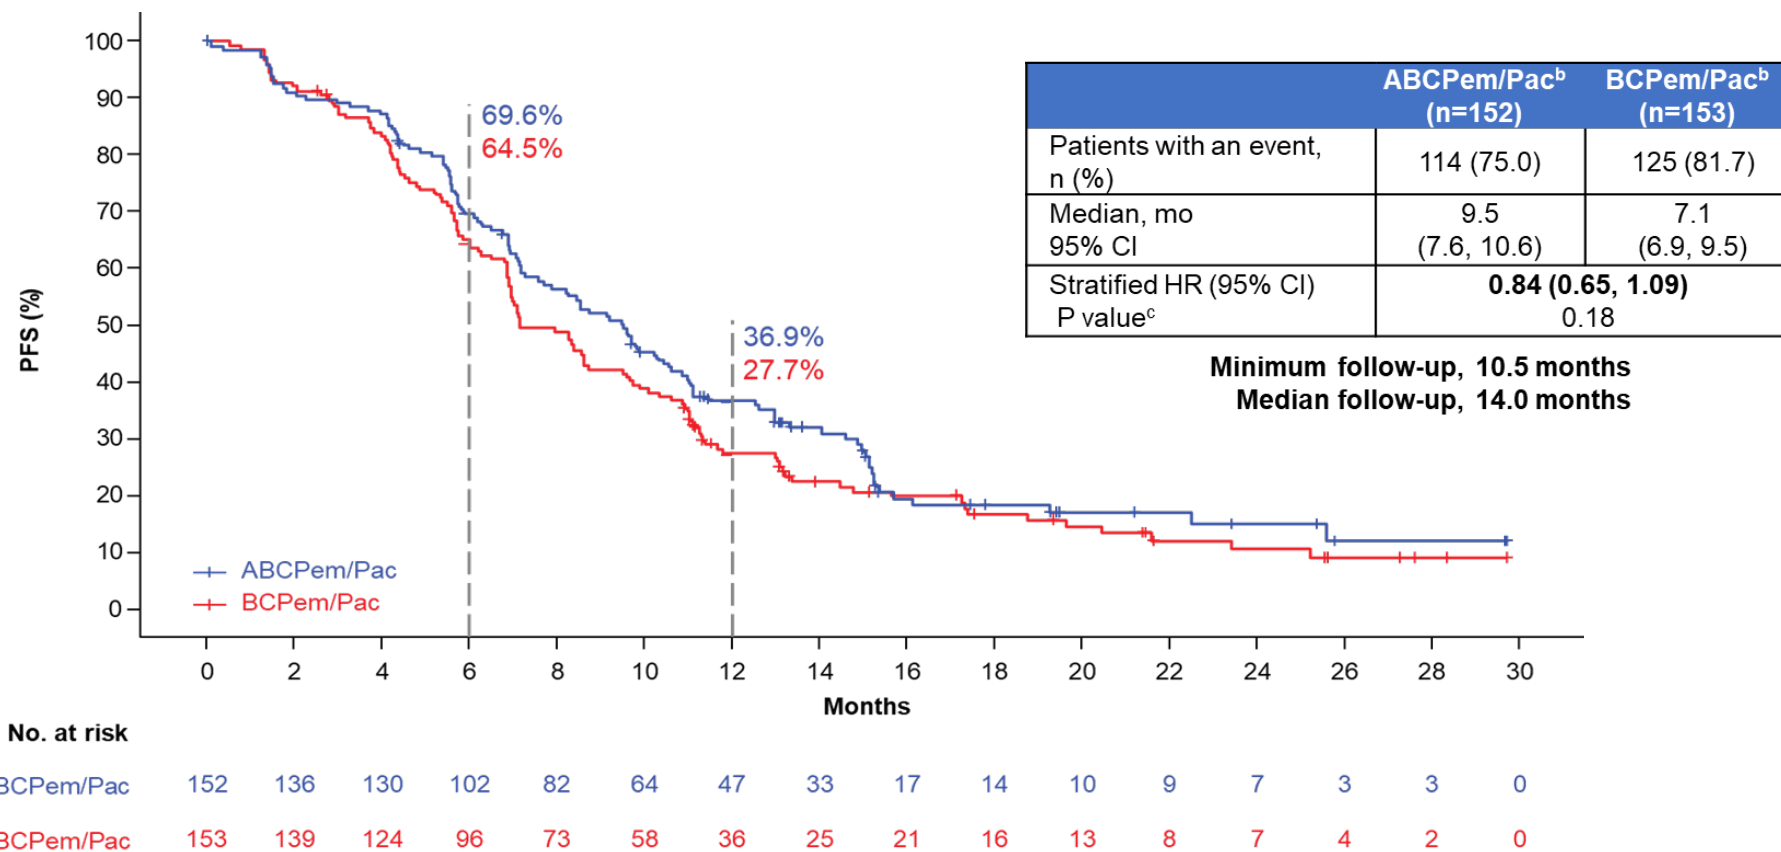 100
90
80
70
60
50
40
30
20
10
0
PFS (%)
69.6%
64.5%
36.9%
27.7%
ABCPem/Pac
BCPem/Pac
0 2 4 6 8 10 12 14 16 18 20 22 24 26 28 30
Months
ABCPem/Pacᵇ BCPem/Pacᵇ
(n=152) (n=153)
Patients with an event,
n (%) 114 (75.0) 125 (81.7)
Median, mo 9.5 7.1
95% CI (7.6, 10.6) (6.9, 9.5)
Stratified HR (95% CI) 0.84 (0.65, 1.09)
P valueᶜ 0.18
Minimum follow-up, 10.5 months
Median follow-up, 14.0 months
No. at risk
BCPem/Pac 152 136 130 102 82 64 47 33 17 14 10 9 7 3 3 0
BCPem/Pac 153 139 124 96 73 58 36 25 21 16 13 8 7 4 2 0